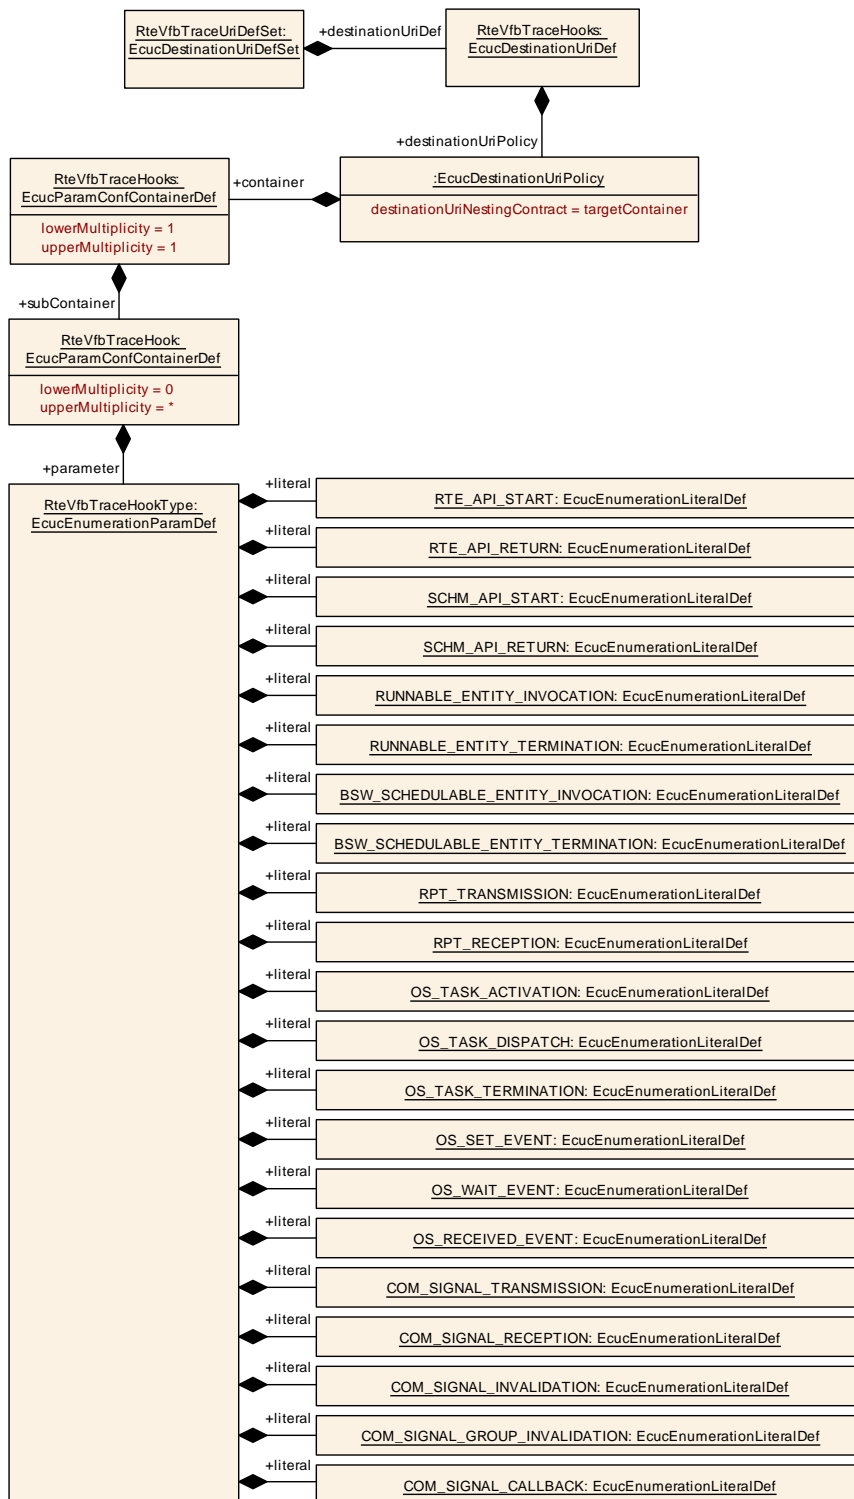 RteVfbTraceUriDefSet:
EcucDestinationUriDefSet
+destinationUriDef
RteVfbTraceHooks:
EcucDestinationUriDef
+destinationUriPolicy
:EcucDestinationUriPolicy
destinationUriNestingContract = targetContainer
+container
RteVfbTraceHooks:
EcucParamConfContainerDef
lowerMultiplicity = 1
upperMultiplicity = 1
+subContainer
RteVfbTraceHook:
EcucParamConfContainerDef
lowerMultiplicity = 0
upperMultiplicity = *
+parameter
RteVfbTraceHookType:
EcucEnumerationParamDef
+literal
RTE_API_START: EcucEnumerationLiteralDef
+literal
RTE_API_RETURN: EcucEnumerationLiteralDef
+literal
SCHM_API_START: EcucEnumerationLiteralDef
+literal
SCHM_API_RETURN: EcucEnumerationLiteralDef
+literal
RUNNABLE_ENTITY_INVOCATION: EcucEnumerationLiteralDef
+literal
RUNNABLE_ENTITY_TERMINATION: EcucEnumerationLiteralDef
+literal
BSW_SCHEDULABLE_ENTITY_INVOCATION: EcucEnumerationLiteralDef
+literal
BSW_SCHEDULABLE_ENTITY_TERMINATION: EcucEnumerationLiteralDef
+literal
RPT_TRANSMISSION: EcucEnumerationLiteralDef
+literal
RPT_RECEPTION: EcucEnumerationLiteralDef
+literal
OS_TASK_ACTIVATION: EcucEnumerationLiteralDef
+literal
OS_TASK_DISPATCH: EcucEnumerationLiteralDef
+literal
OS_TASK_TERMINATION: EcucEnumerationLiteralDef
+literal
OS_SET_EVENT: EcucEnumerationLiteralDef
+literal
OS_WAIT_EVENT: EcucEnumerationLiteralDef
+literal
OS_RECEIVED_EVENT: EcucEnumerationLiteralDef
+literal
COM_SIGNAL_TRANSMISSION: EcucEnumerationLiteralDef
+literal
COM_SIGNAL_RECEPTION: EcucEnumerationLiteralDef
+literal
COM_SIGNAL_INVALIDATION: EcucEnumerationLiteralDef
+literal
COM_SIGNAL_GROUP_INVALIDATION: EcucEnumerationLiteralDef
+literal
COM_SIGNAL_CALLBACK: EcucEnumerationLiteralDef